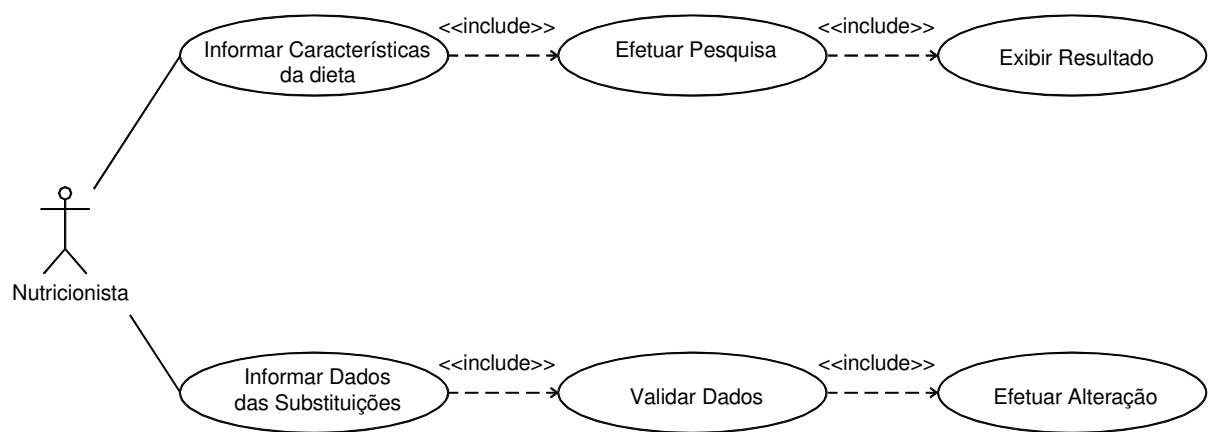 <<include>>
<<include>>
Informar Características
da dieta
Efetuar Pesquisa
Exibir Resultado
Nutricionista
<<include>>
<<include>>
Informar Dados
das Substituições
Validar Dados
Efetuar Alteração